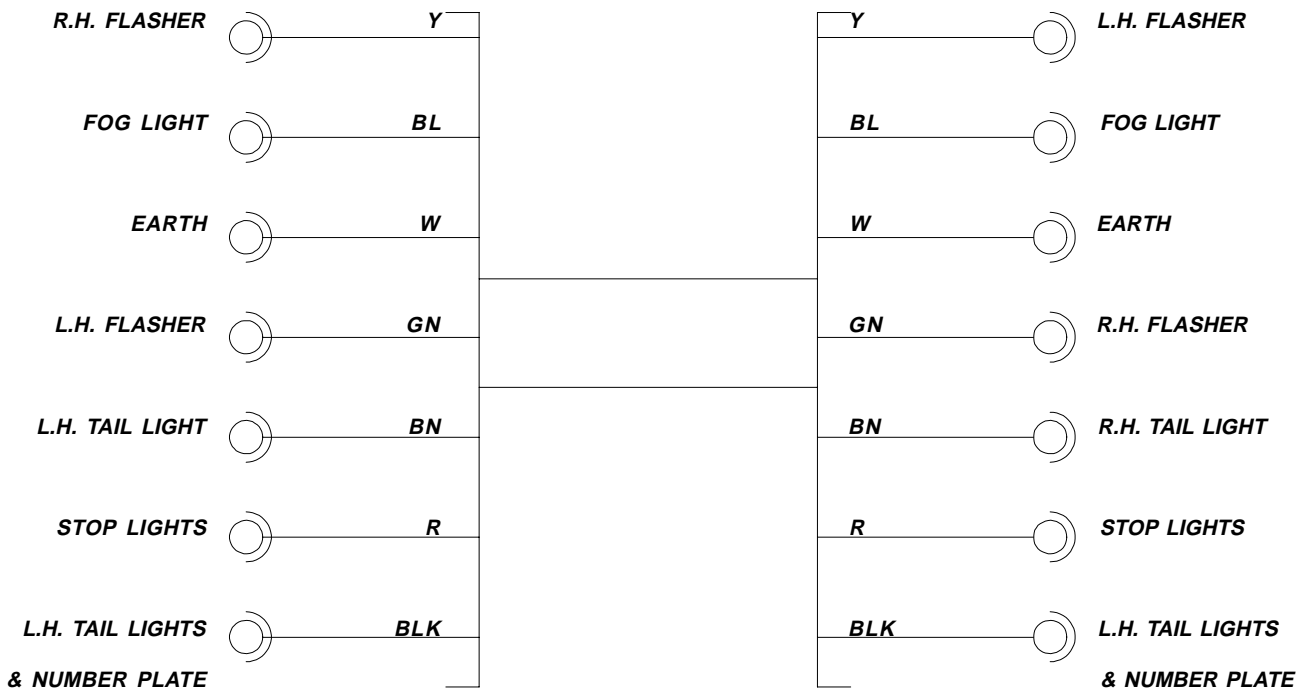 R.H. FLASHER Y Y L.H. FLASHER
FOG LIGHT BL BL FOG LIGHT
EARTH W W EARTH
L.H. FLASHER GN GN R.H. FLASHER
L.H. TAIL LIGHT BN BN R.H. TAIL LIGHT
STOP LIGHTS R R STOP LIGHTS
L.H. TAIL LIGHTS BLK BLK L.H. TAIL LIGHTS
& NUMBER PLATE & NUMBER PLATE